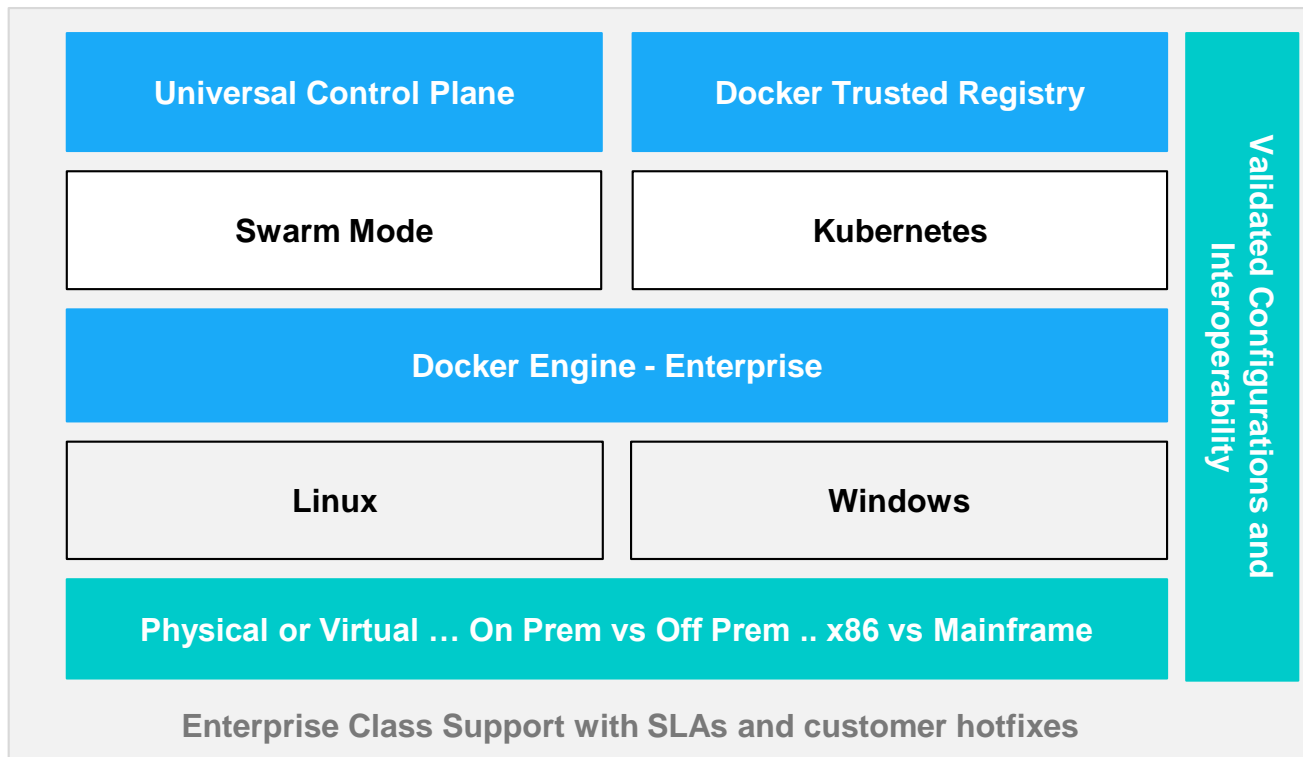 Universal Control Plane
Docker Trusted Registry
Swarm Mode
Kubernetes
Docker Engine - Enterprise
Linux
Windows
Physical or Virtual … On Prem vs Off Prem .. x86 vs Mainframe
Validated Configurations and
Interoperability
Enterprise Class Support with SLAs and customer hotfixes